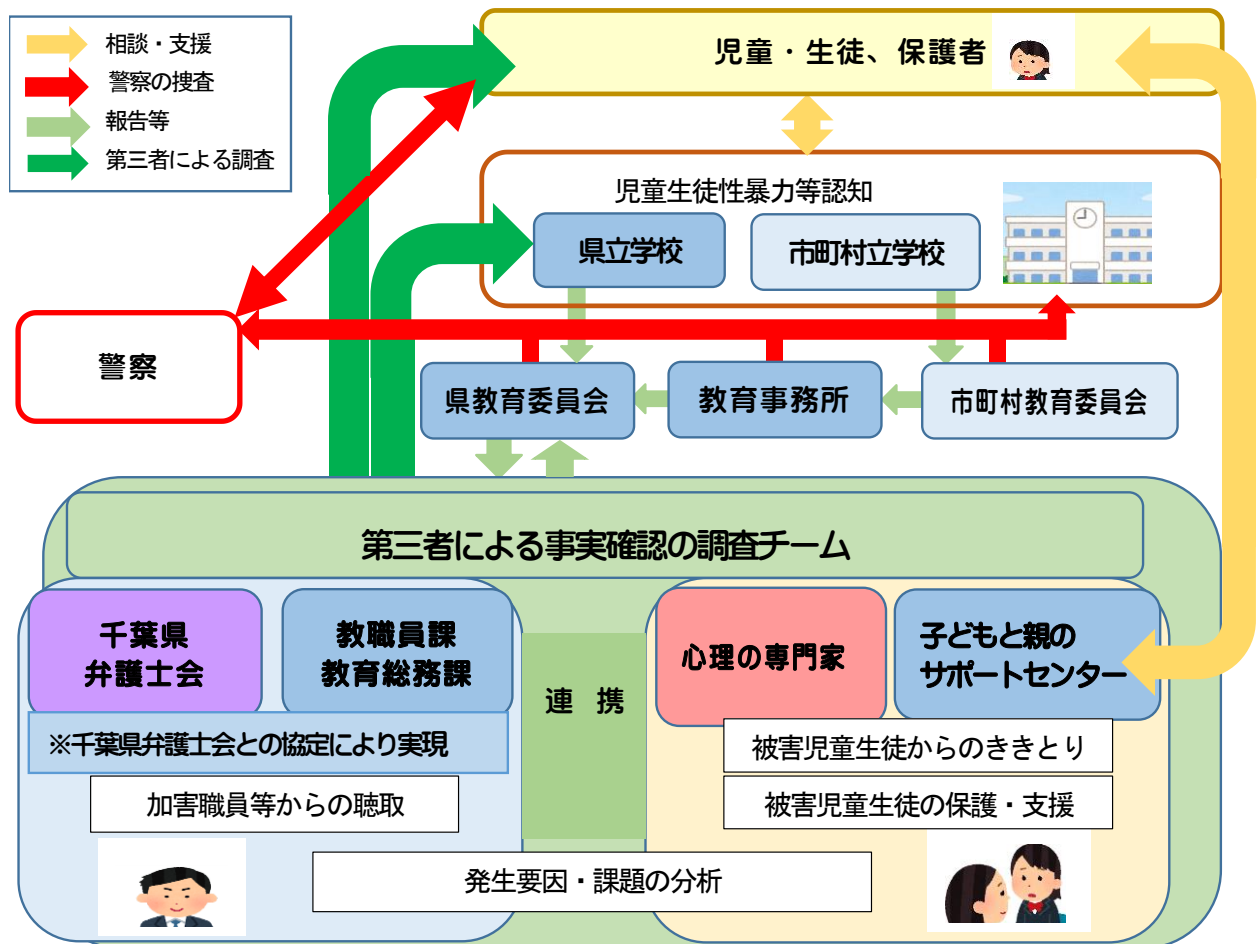 相談・支援
警察の捜査
報告等
第三者による調査
児童・生徒、保護者
児童生徒性暴力等認知
県立学校
市町村立学校
警察
県教育委員会
教育事務所
市町村教育委員会
第三者による事実確認の調査チーム
千葉県
弁護士会
教職員課
教育総務課
連 携
心理の専門家
子どもと親の
サポートセンター
※千葉県弁護士会との協定により実現
被害児童生徒からのききとり
加害職員等からの聴取
被害児童生徒の保護・支援
発生要因・課題の分析